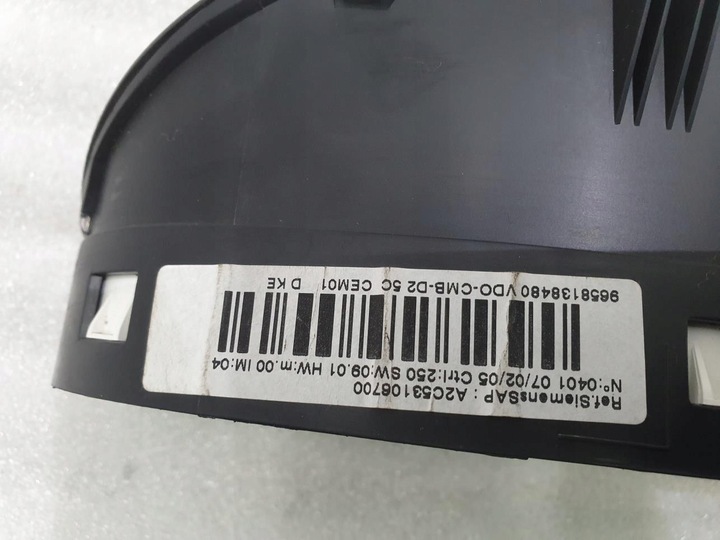 Ref.SiemensSAP : A2C53106700
Nº:0401 07/02/05 Ctrl:250 SW:09.01 HW:m.00 IM:04
9658138480 VDO-CMB-D2 5C CEM01 D KE